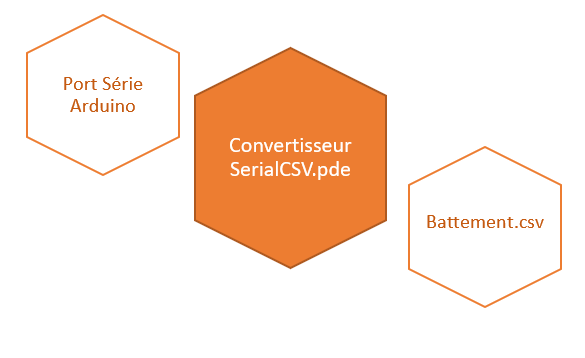 Port Série
Arduino
Convertisseur
SerialCSV.pde
Battement.csv